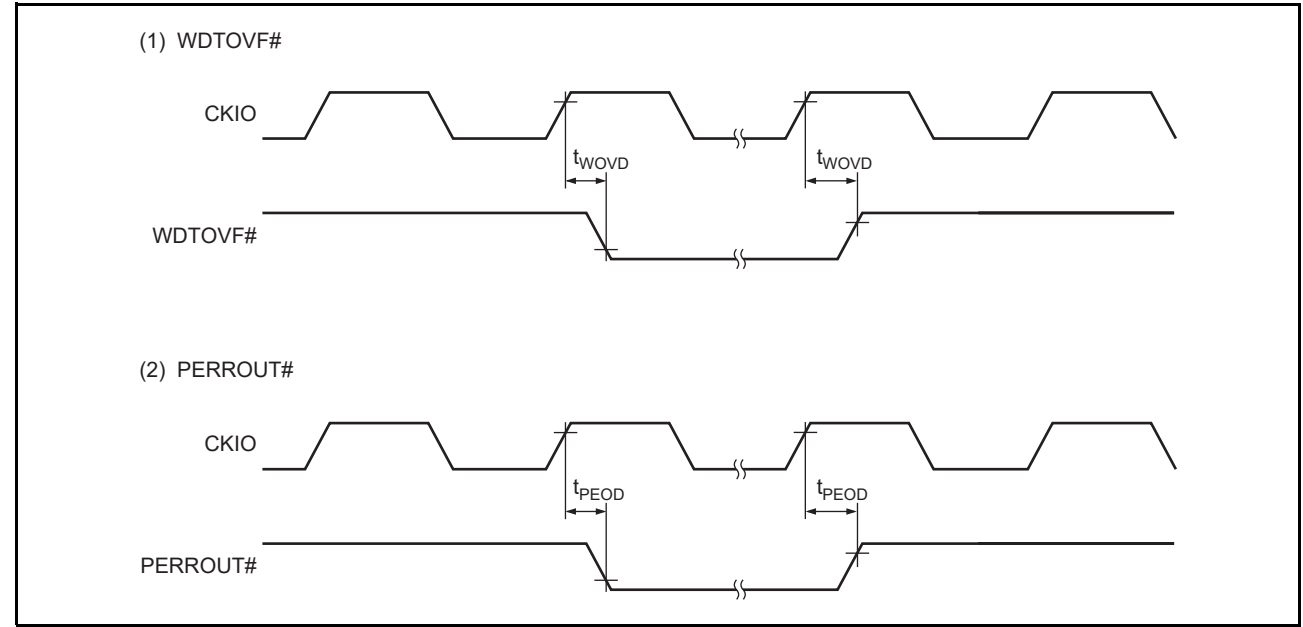 (1) WDTOVF#
CKIO
tWOVD tWOVD
WDTOVF#
(2) PERROUT#
CKIO
tPEOD tPEOD
PERROUT#